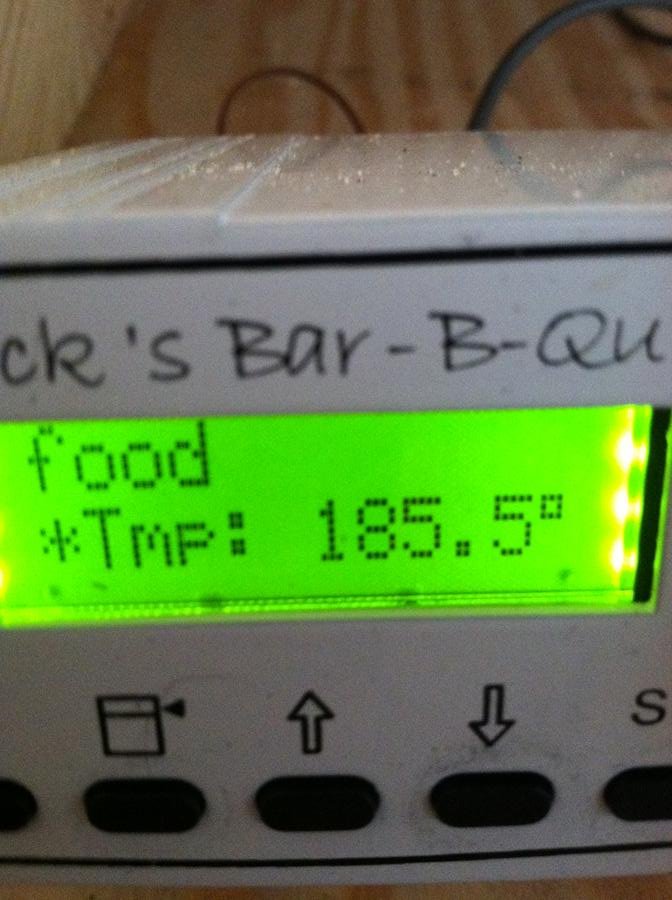 ck's Bar-B-Qu
food
*Tmp: 185.5°
S